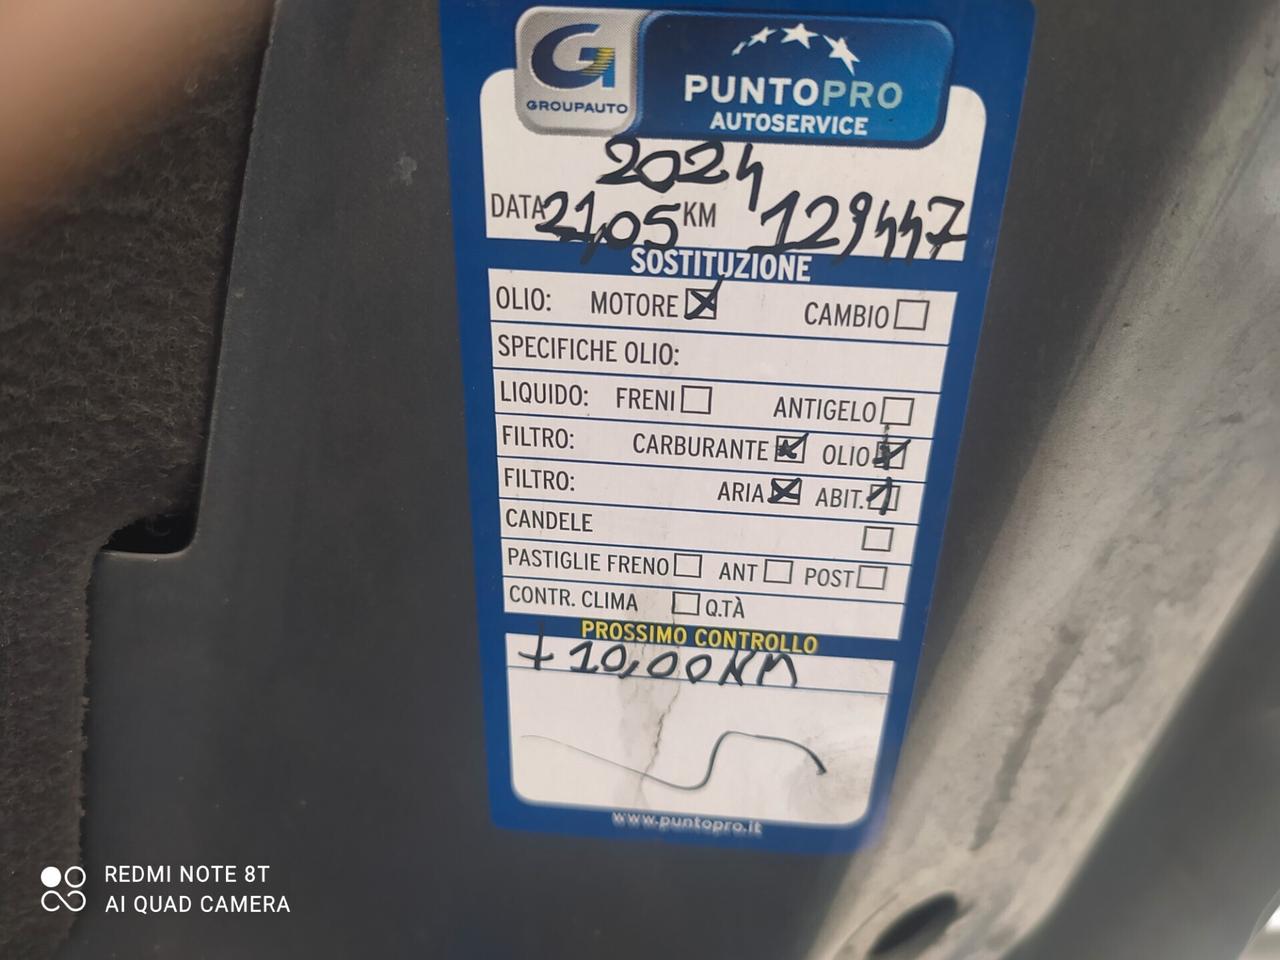 GROUPAUTO
PUNTOPRO
AUTOSERVICE
2024
DATA 21,05 KM 129447
SOSTITUZIONE
OLIO: MOTORE CAMBIO
SPECIFICHE OLIO:
LIQUIDO: FRENI ANTIGELO
FILTRO: CARBURANTE OLIO
FILTRO: ARIA ABIT.
CANDELE
PASTIGLIE FRENO ANT POST
CONTR. CLIMA Q.TÀ
PROSSIMO CONTROLLO
+ 10,00KM
www.puntopro.it
REDMI NOTE 8T
AI QUAD CAMERA